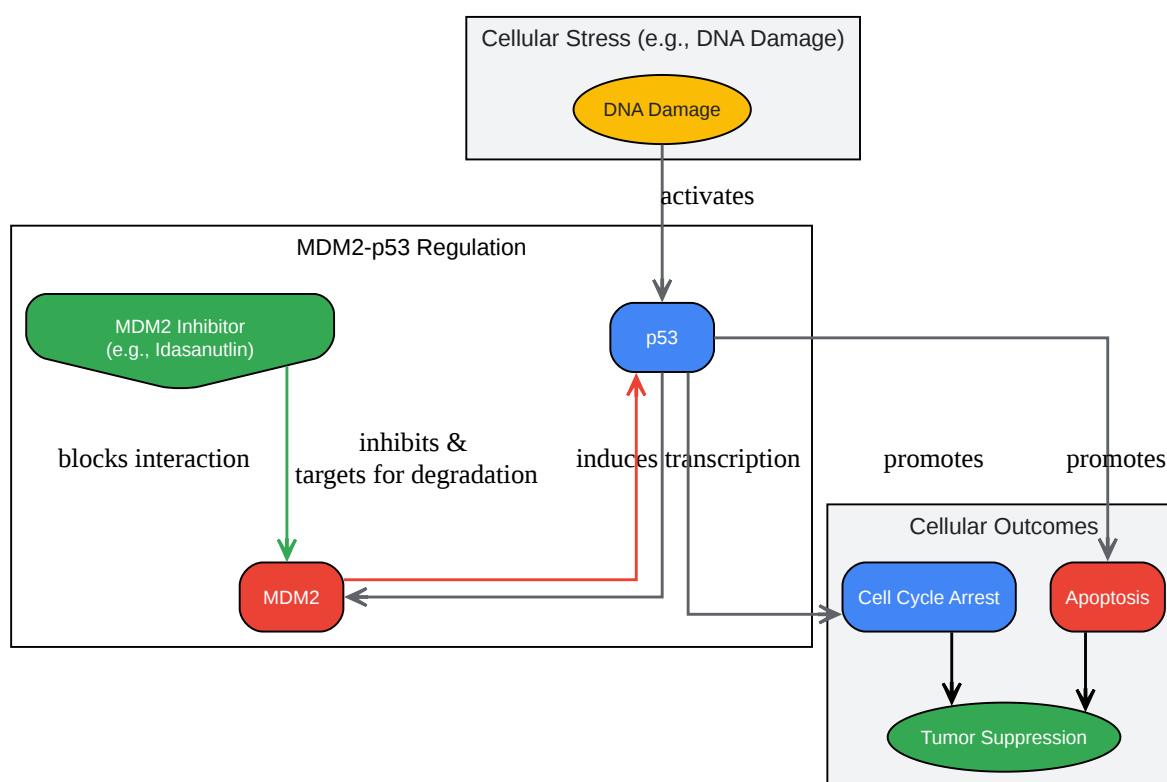 Cellular Stress (e.g., DNA Damage)
DNA Damage
activates
MDM2-p53 Regulation
MDM2 Inhibitor
(e.g., Idasanutlin)
p53
blocks interaction
inhibits &
targets for degradation
induces transcription
promotes
promotes
Cellular Outcomes
MDM2
Cell Cycle Arrest
Apoptosis
Tumor Suppression